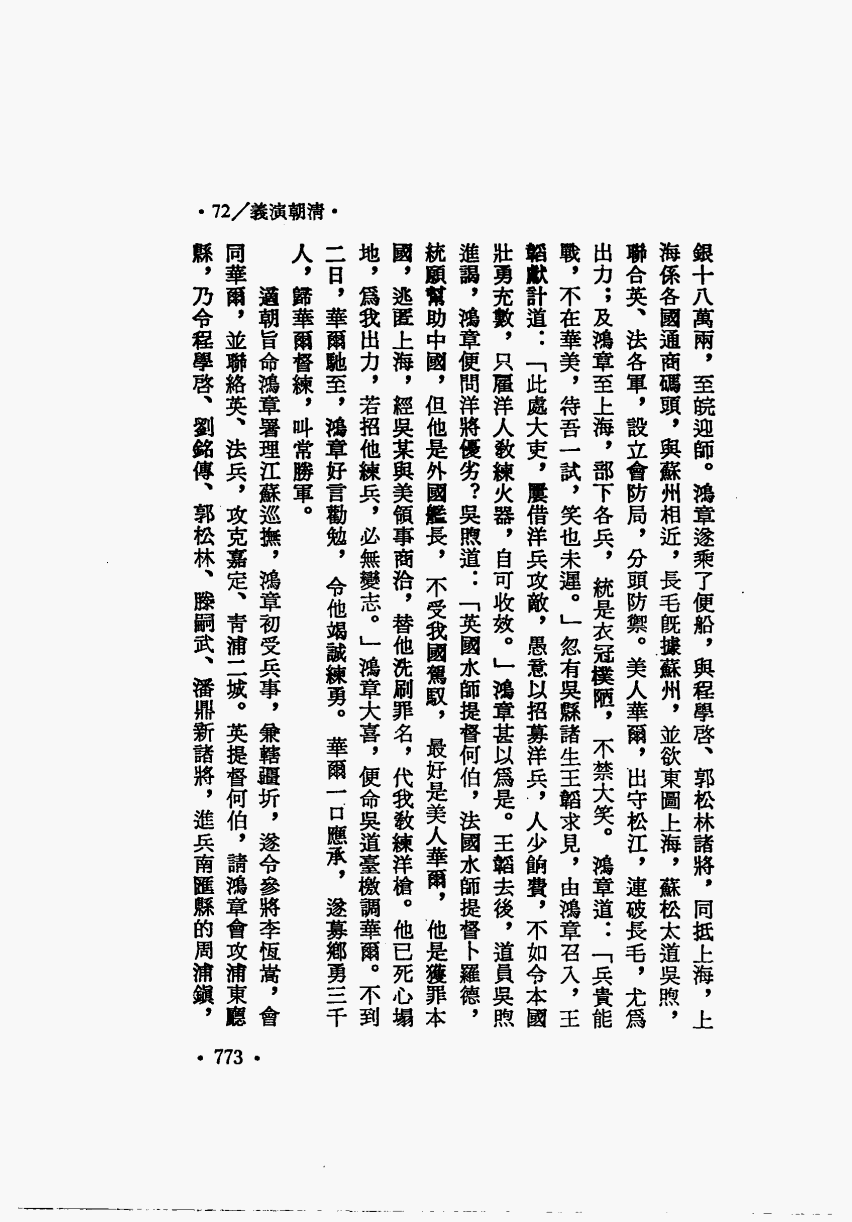 •72／義演朝清•
銀十八萬兩，至皖迎師。鴻章遂乘了便船，與程學啓、郭松林諸將，同抵上海，上
海係各國通商碼頭，與蘇州相近，長毛既據蘇州，並欲東圖上海，蘇松太道吳煦，
聯合英、法各軍，設立會防局，分頭防禦。美人華爾，出守松江，連破長毛，尤爲
出力；及鴻章至上海，部下各兵，統是衣冠樸陋，不禁大笑。鴻章道：「兵貴能
戰，不在華美，待吾一試，笑也未遲。」忽有吳縣諸生王韜求見，由鴻章召入，王
韜獻計道：「此處大吏，屢借洋兵攻敵，愚意以招募洋兵，人少餉費，不如令本國
壯勇充數，只雇洋人教練火器，自可收效。」鴻章甚以爲是。王韜去後，道員吳煦
進謁，鴻章便問洋將優劣？吳煦道：「英國水師提督何伯，法國水師提督卜羅德，
統願幫助中國，但他是外國艦長，不受我國駕馭，最好是美人華爾，他是獲罪本
國，逃匿上海，經吳某與美領事商洽，替他洗刷罪名，代我教練洋槍。他已死心塌
地，爲我出力，若招他練兵，必無變志。」鴻章大喜，便命吳道臺檄調華爾。不到
二日，華爾馳至，鴻章好言勸勉，令他竭誠練勇。華爾一口應承，遂募鄉勇三千
人，歸華爾督練，叫常勝軍。
適朝旨命鴻章署理江蘇巡撫，鴻章初受兵事，兼轄疆圻，遂令參將李恆嵩，會
同華爾，並聯絡英、法兵，攻克嘉定、青浦二城。英提督何伯，請鴻章會攻浦東廳
縣，乃令程學啓、劉銘傳、郭松林、滕嗣武、潘鼎新諸將，進兵南匯縣的周浦鎮，
•773•